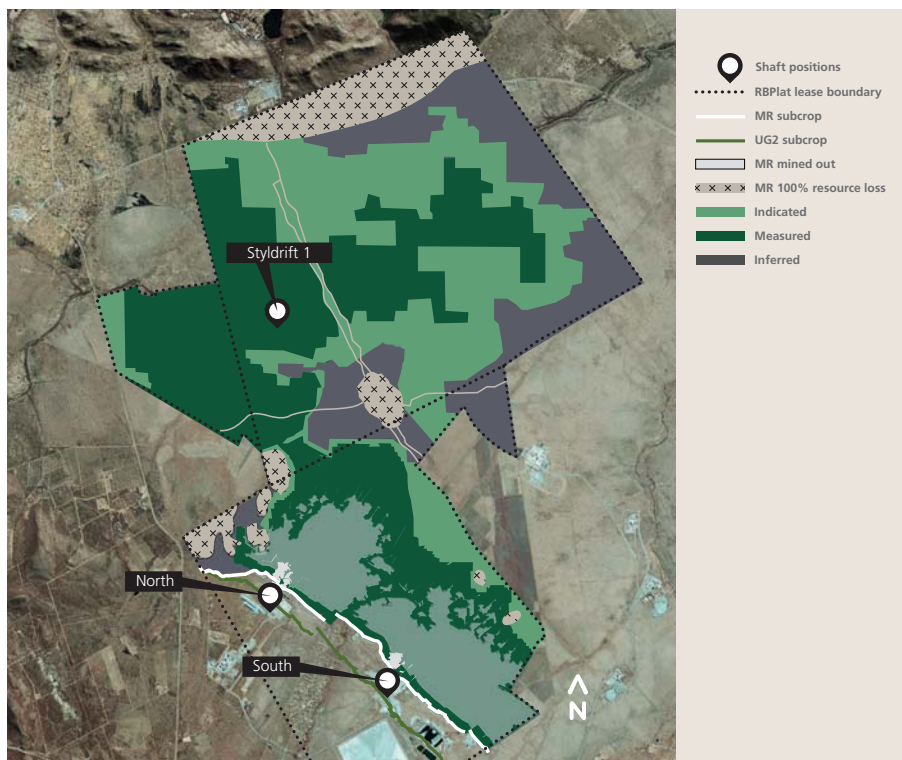 Shaft positions
RBPlat lease boundary
MR subcrop
UG2 subcrop
MR mined out
MR 100% resource loss
Indicated
Measured
Inferred
Styldrift 1
North
South
N